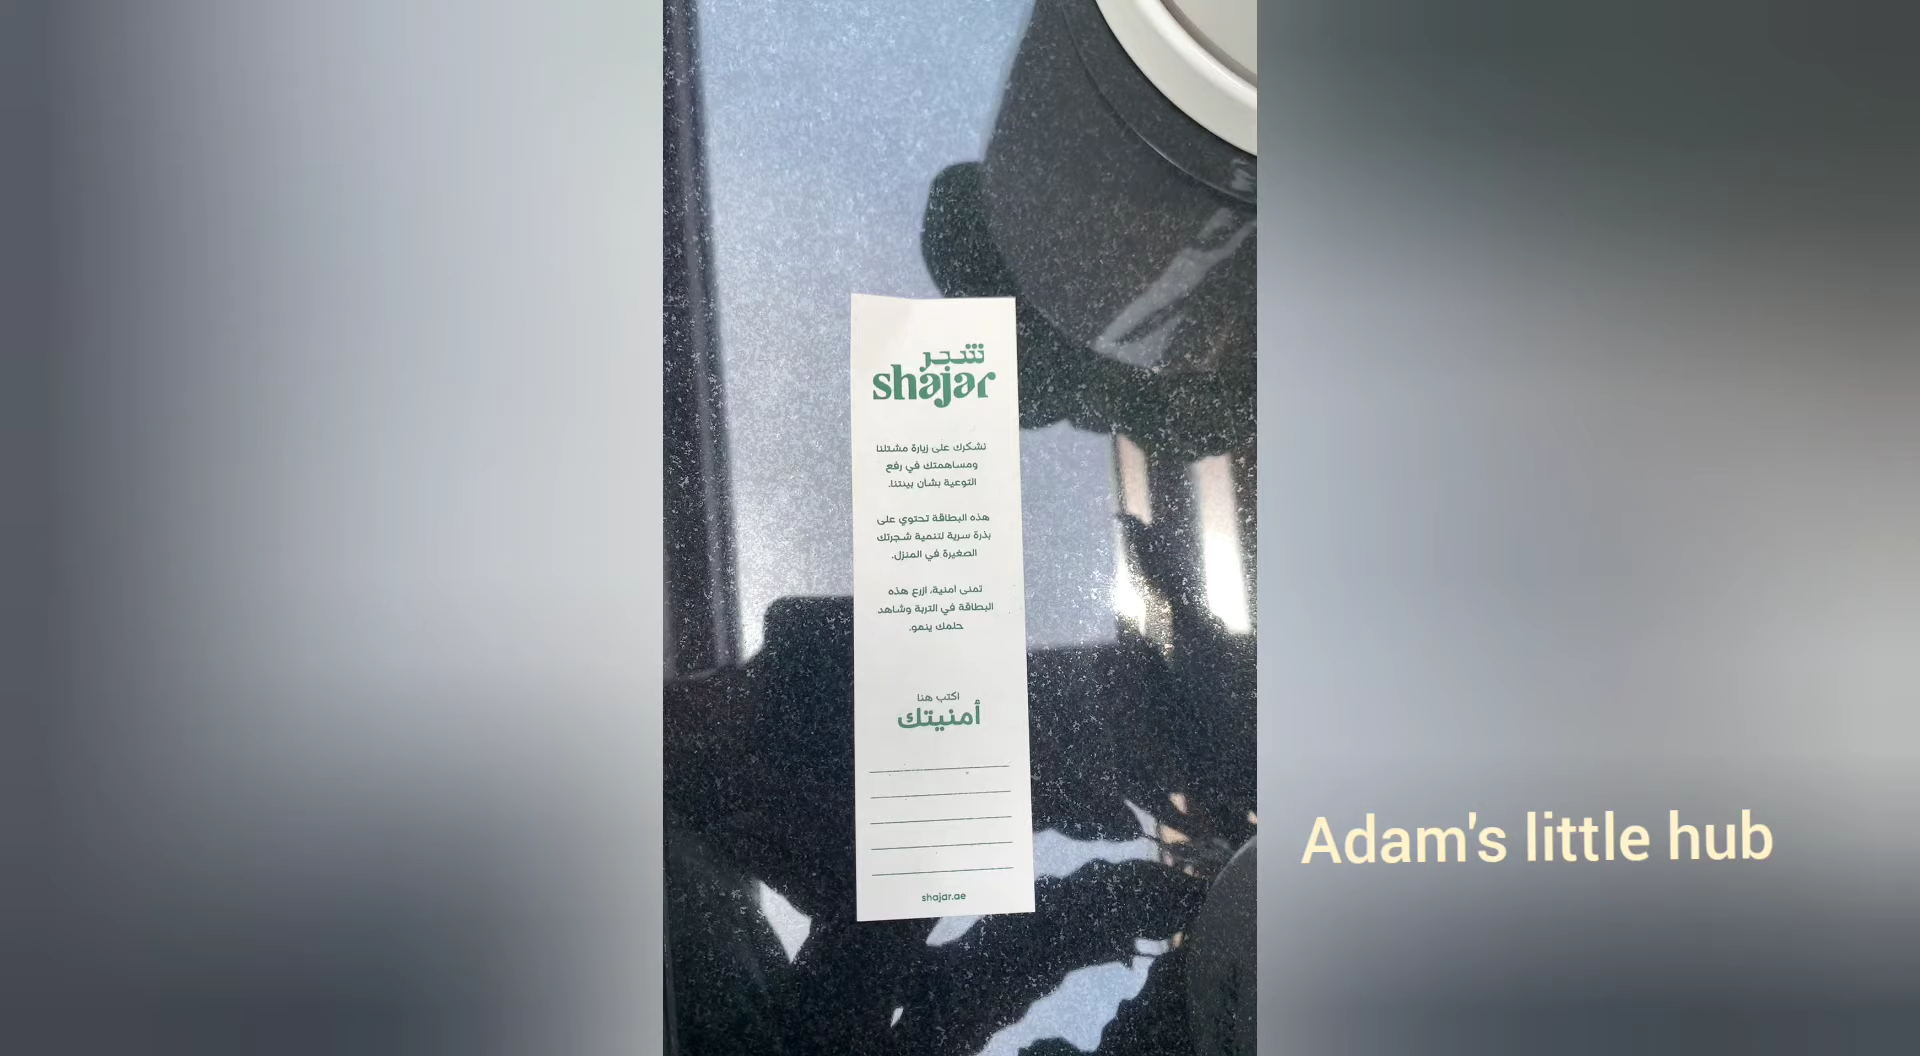 شجر
shajar
نشكرك على زيارة مشتلنا
ومساهمتك في رفع
التوعية بشأن بيئتنا.
هذه البطاقة تحتوي على
بذرة سرية لتنمية شجرتك
الصغيرة في المنزل.
تمنى امنية، ازرع هذه
البطاقة في التربة وشاهد
حلمك ينمو.
اكتب هنا
أمنيتك
shajar.ae
Adam's little hub